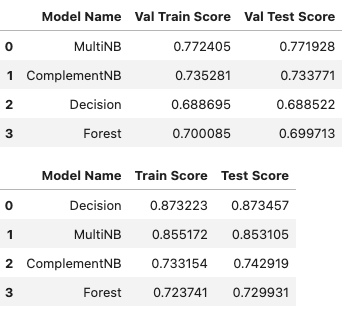 Model Name Val Train Score Val Test Score
0 MultiNB 0.772405 0.771928
1 ComplementNB 0.735281 0.733771
2 Decision 0.688695 0.688522
3 Forest 0.700085 0.699713
Model Name Train Score Test Score
0 Decision 0.873223 0.873457
1 MultiNB 0.855172 0.853105
2 ComplementNB 0.733154 0.742919
3 Forest 0.723741 0.729931